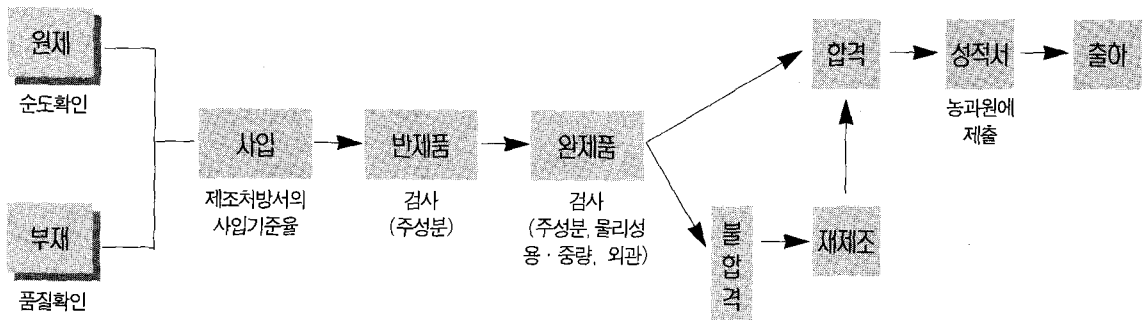 원제
순도확인
부재
품질확인
사입
제조처방서의
사입기준율
반제품
검사
(주성분)
완제품
검사
(주성분, 물리성
용·중량, 외관)
합격
불
합
격
재제조
성적서
농과원에
제출
출하